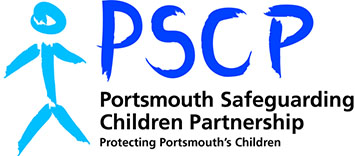 PSCP
Portsmouth Safeguarding
Children Partnership
Protecting Portsmouth's Children